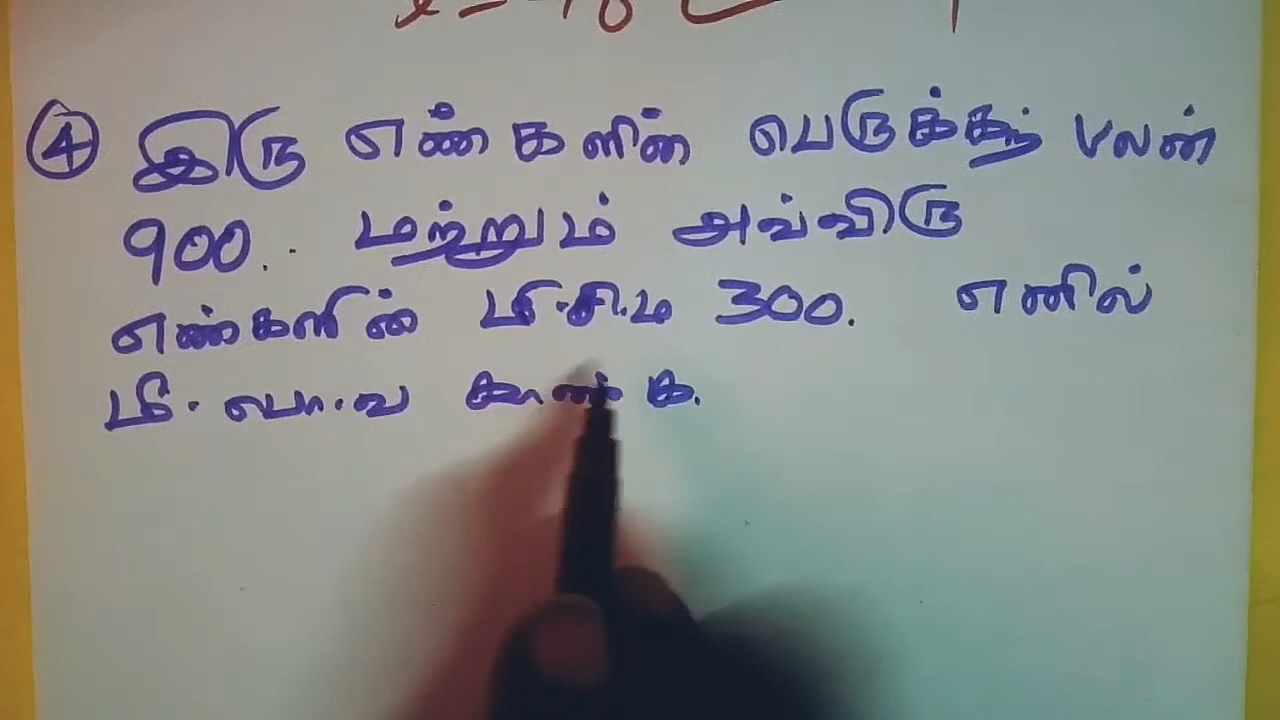 ④ இரு எண்களின் பெருக்கற் பலன்
900. மற்றும் அவ்விரு
எண்களின் மீ.சி.ம 300. எனில்
மீ.பொ.வ காண்க.